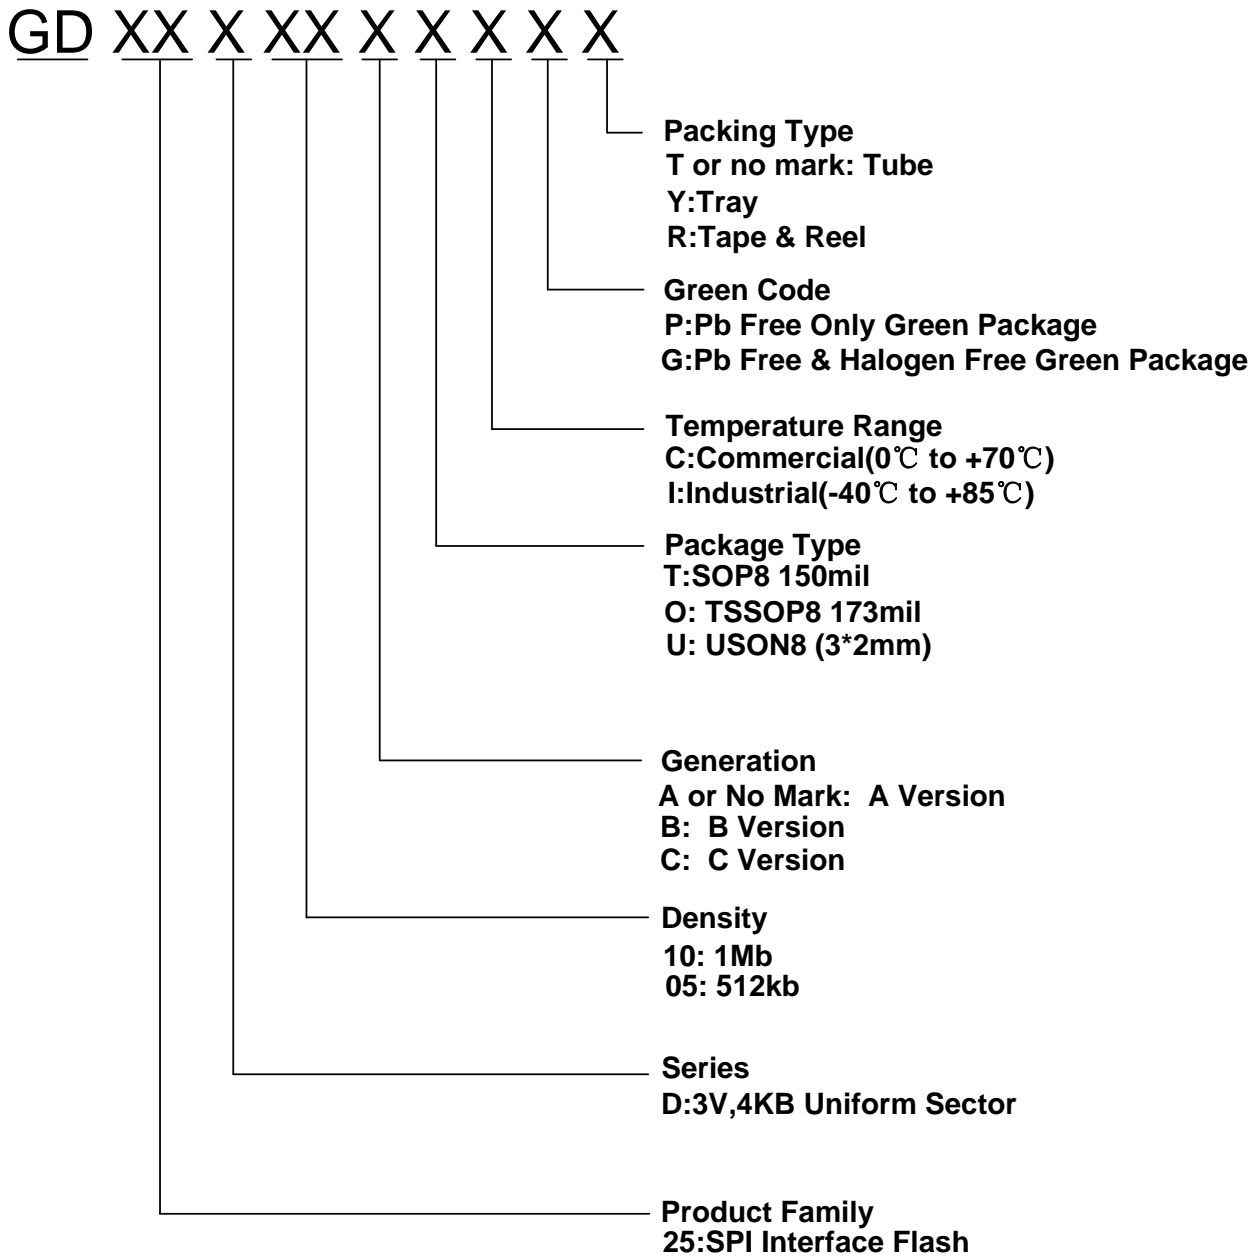 GD XX X XX X X X X X
Packing Type
T or no mark: Tube
Y:Tray
R:Tape & Reel
Green Code
P:Pb Free Only Green Package
G:Pb Free & Halogen Free Green Package
Temperature Range
C:Commercial(0℃ to +70℃)
I:Industrial(-40℃ to +85℃)
Package Type
T:SOP8 150mil
O: TSSOP8 173mil
U: USON8 (3*2mm)
Generation
A or No Mark:  A Version
B:  B Version
C:  C Version
Density
10: 1Mb
05: 512kb
Series
D:3V,4KB Uniform Sector
Product Family
25:SPI Interface Flash